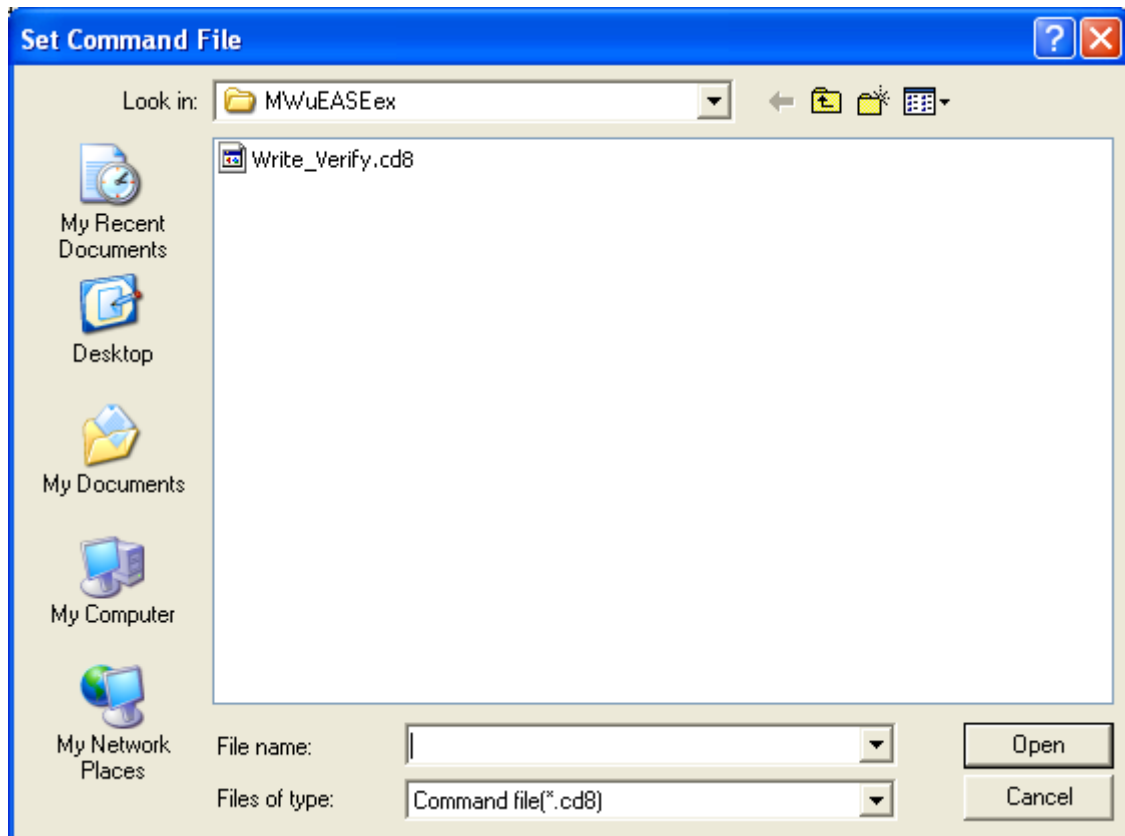 Set Command File
Look in: MWuEASEex
Write_Verify.cd8
My Recent
Documents
Desktop
My Documents
My Computer
My Network
Places
File name:
Open
Files of type: Command file(*.cd8)
Cancel